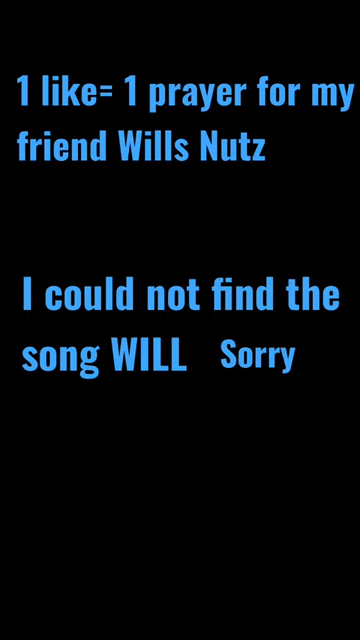 1 like= 1 prayer for my
friend Wills Nutz
I could not find the
song WILL Sorry